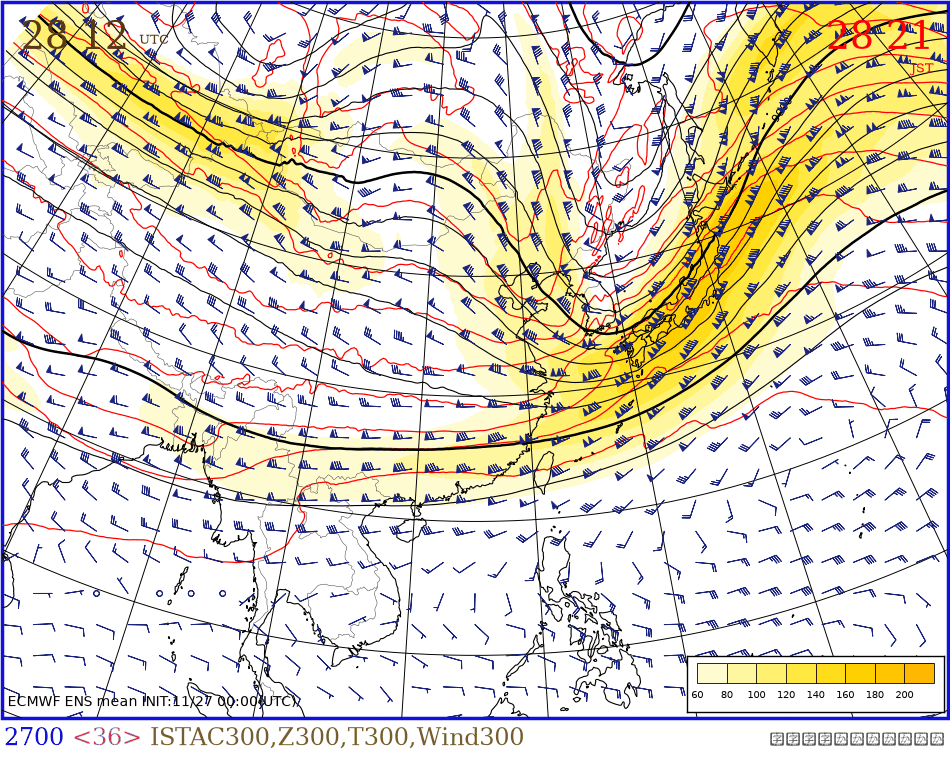 28 12 UTC
28 21
JST
60 80 100 120 140 160 180 200
ECMWF ENS mean INIT:11/27 00:00(UTC)
2700 <36> ISTAC300,Z300,T300,Wind300